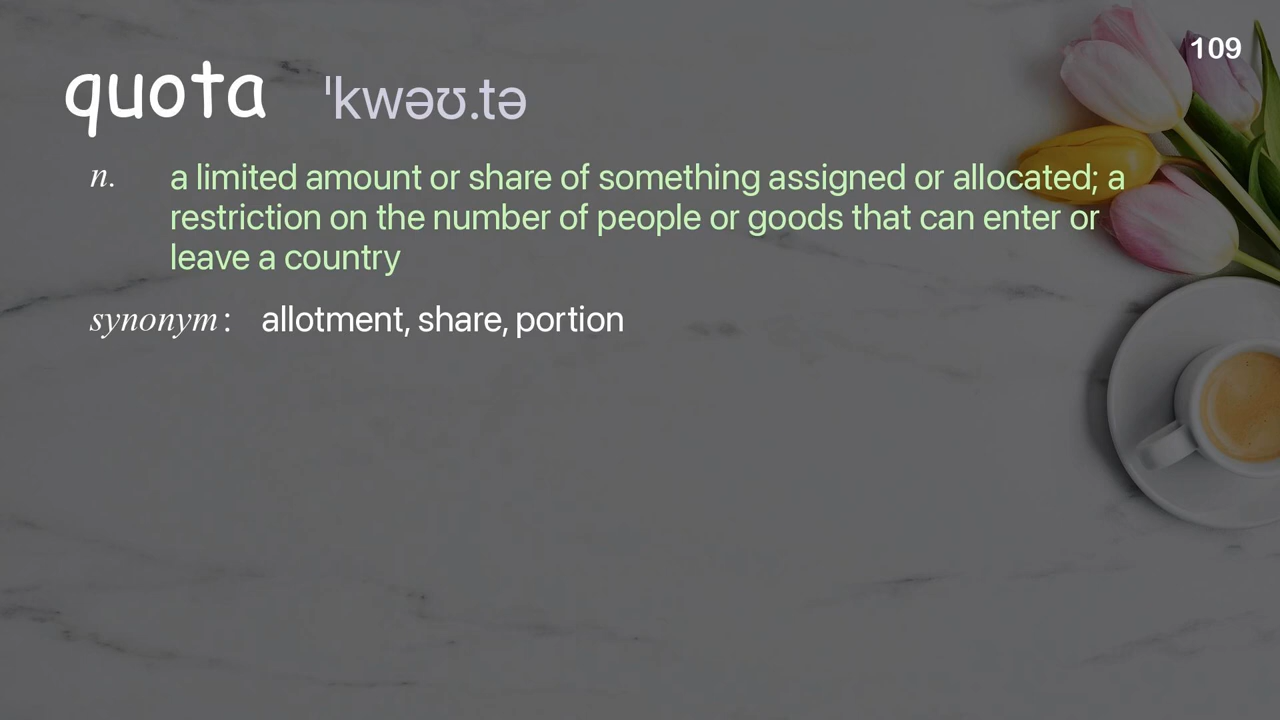 109
quota ˈkwəʊ.tə
n. a limited amount or share of something assigned or allocated; a
restriction on the number of people or goods that can enter or
leave a country
synonym: allotment, share, portion